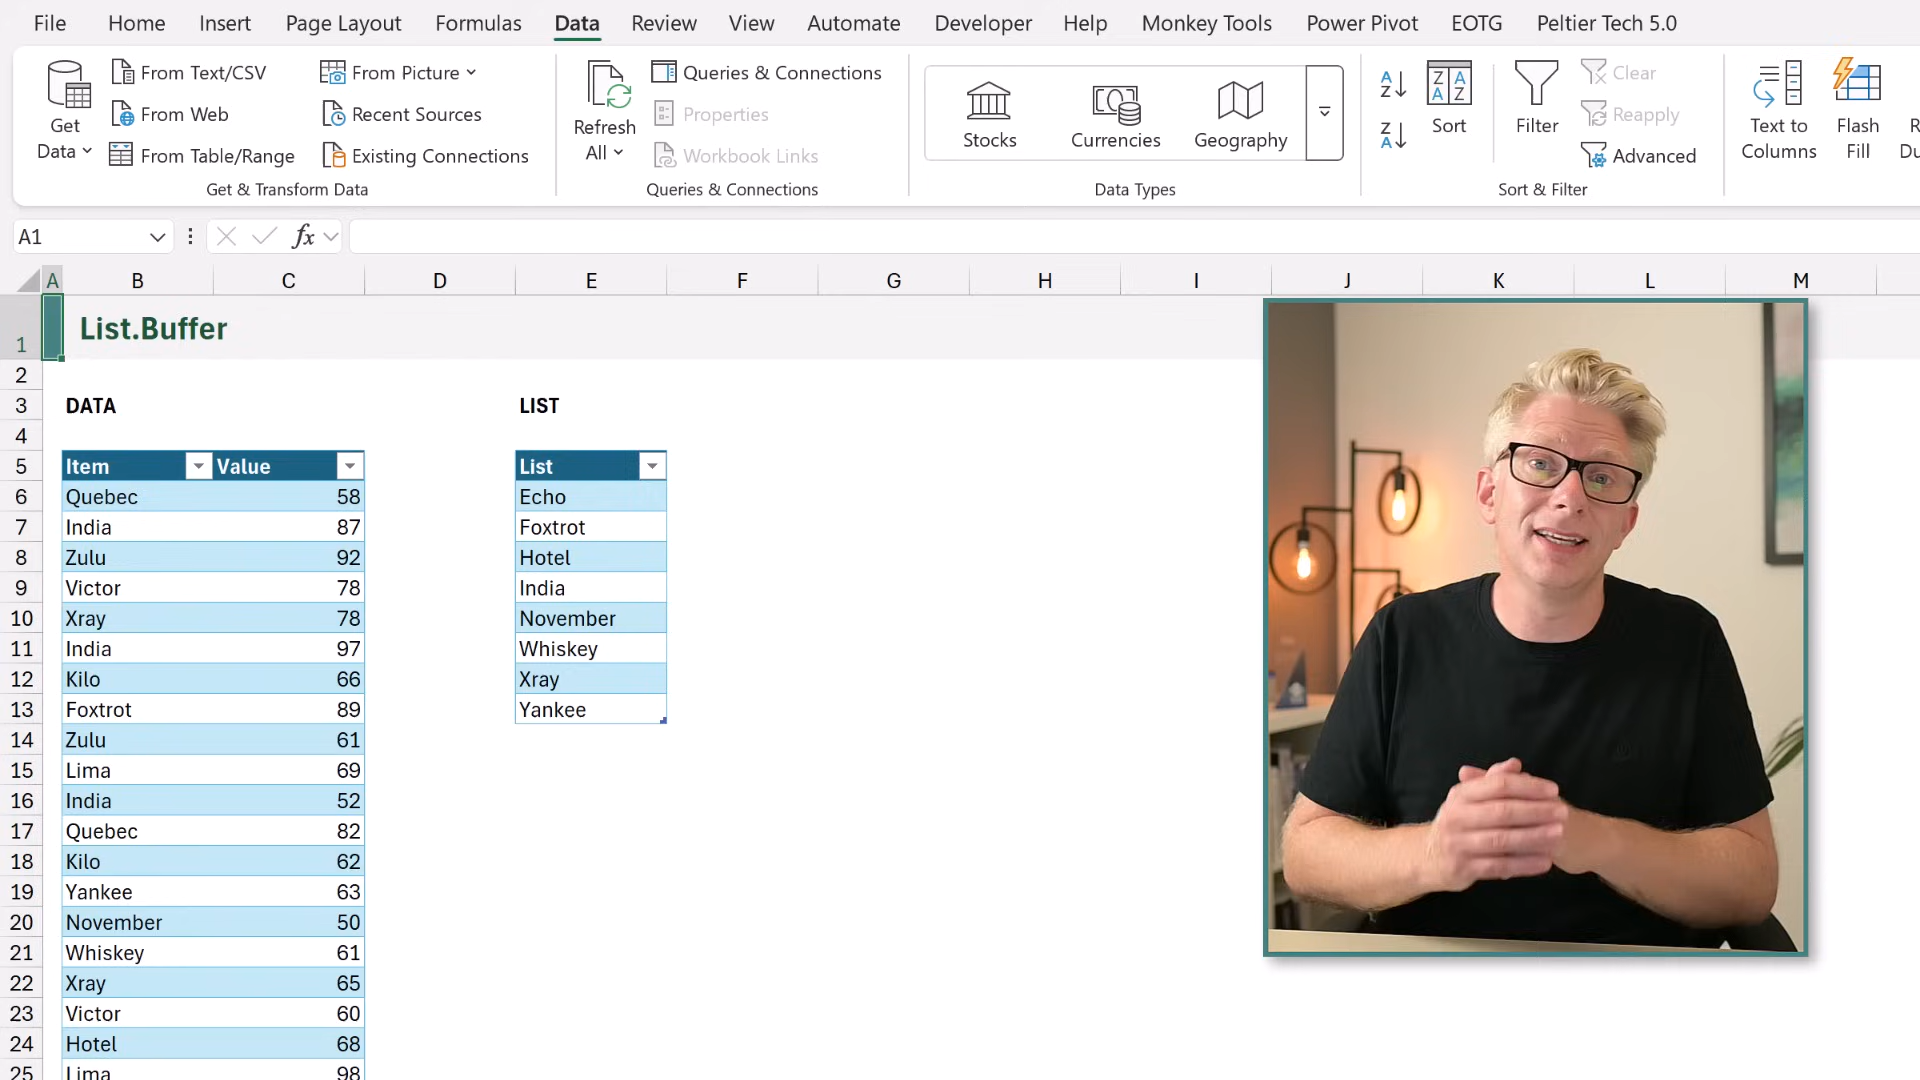 File Home Insert Page Layout Formulas Data Review View Automate Developer Help Monkey Tools Power Pivot EOTG Peltier Tech 5.0
Get Data
From Text/CSV
From Web
From Table/Range
From Picture
Recent Sources
Existing Connections
Get & Transform Data
Refresh All
Queries & Connections
Properties
Workbook Links
Queries & Connections
Stocks
Currencies
Geography
Data Types
A Z
Z A
Z A A Z
Sort
Filter
Clear
Reapply
Advanced
Sort & Filter
Text to
Columns
Flash
Fill
A1
fx
A B C D E F G H I J K L M
1 List.Buffer
2
3 DATA LIST
4
5 Item Value List
6 Quebec 58 Echo
7 India 87 Foxtrot
8 Zulu 92 Hotel
9 Victor 78 India
10 Xray 78 November
11 India 97 Whiskey
12 Kilo 66 Xray
13 Foxtrot 89 Yankee
14 Zulu 61
15 Lima 69
16 India 52
17 Quebec 82
18 Kilo 62
19 Yankee 63
20 November 50
21 Whiskey 61
22 Xray 65
23 Victor 60
24 Hotel 68
25 Lima 98